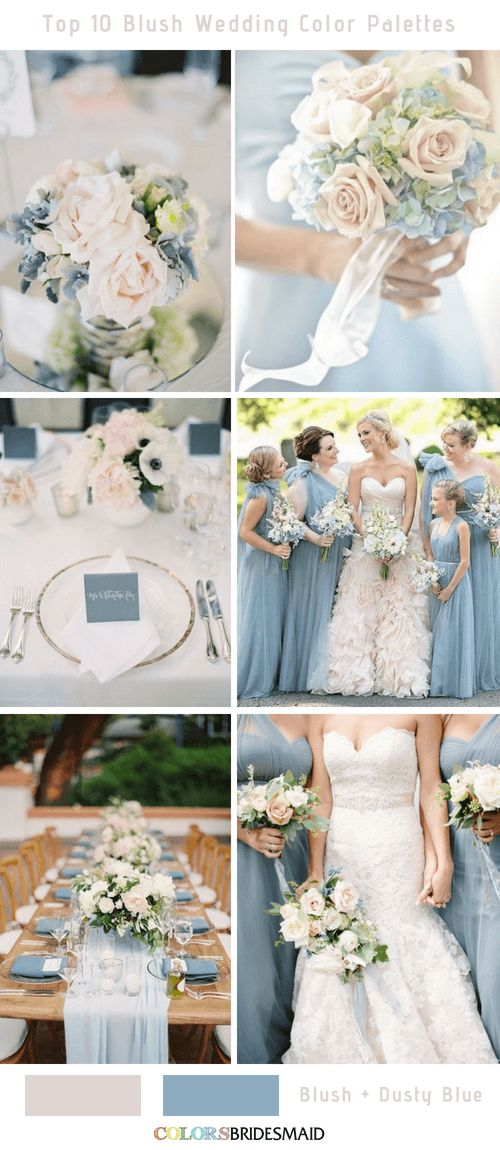 Top 10 Blush Wedding Color Palettes
Blush + Dusty Blue
COLORSBRIDESMAID